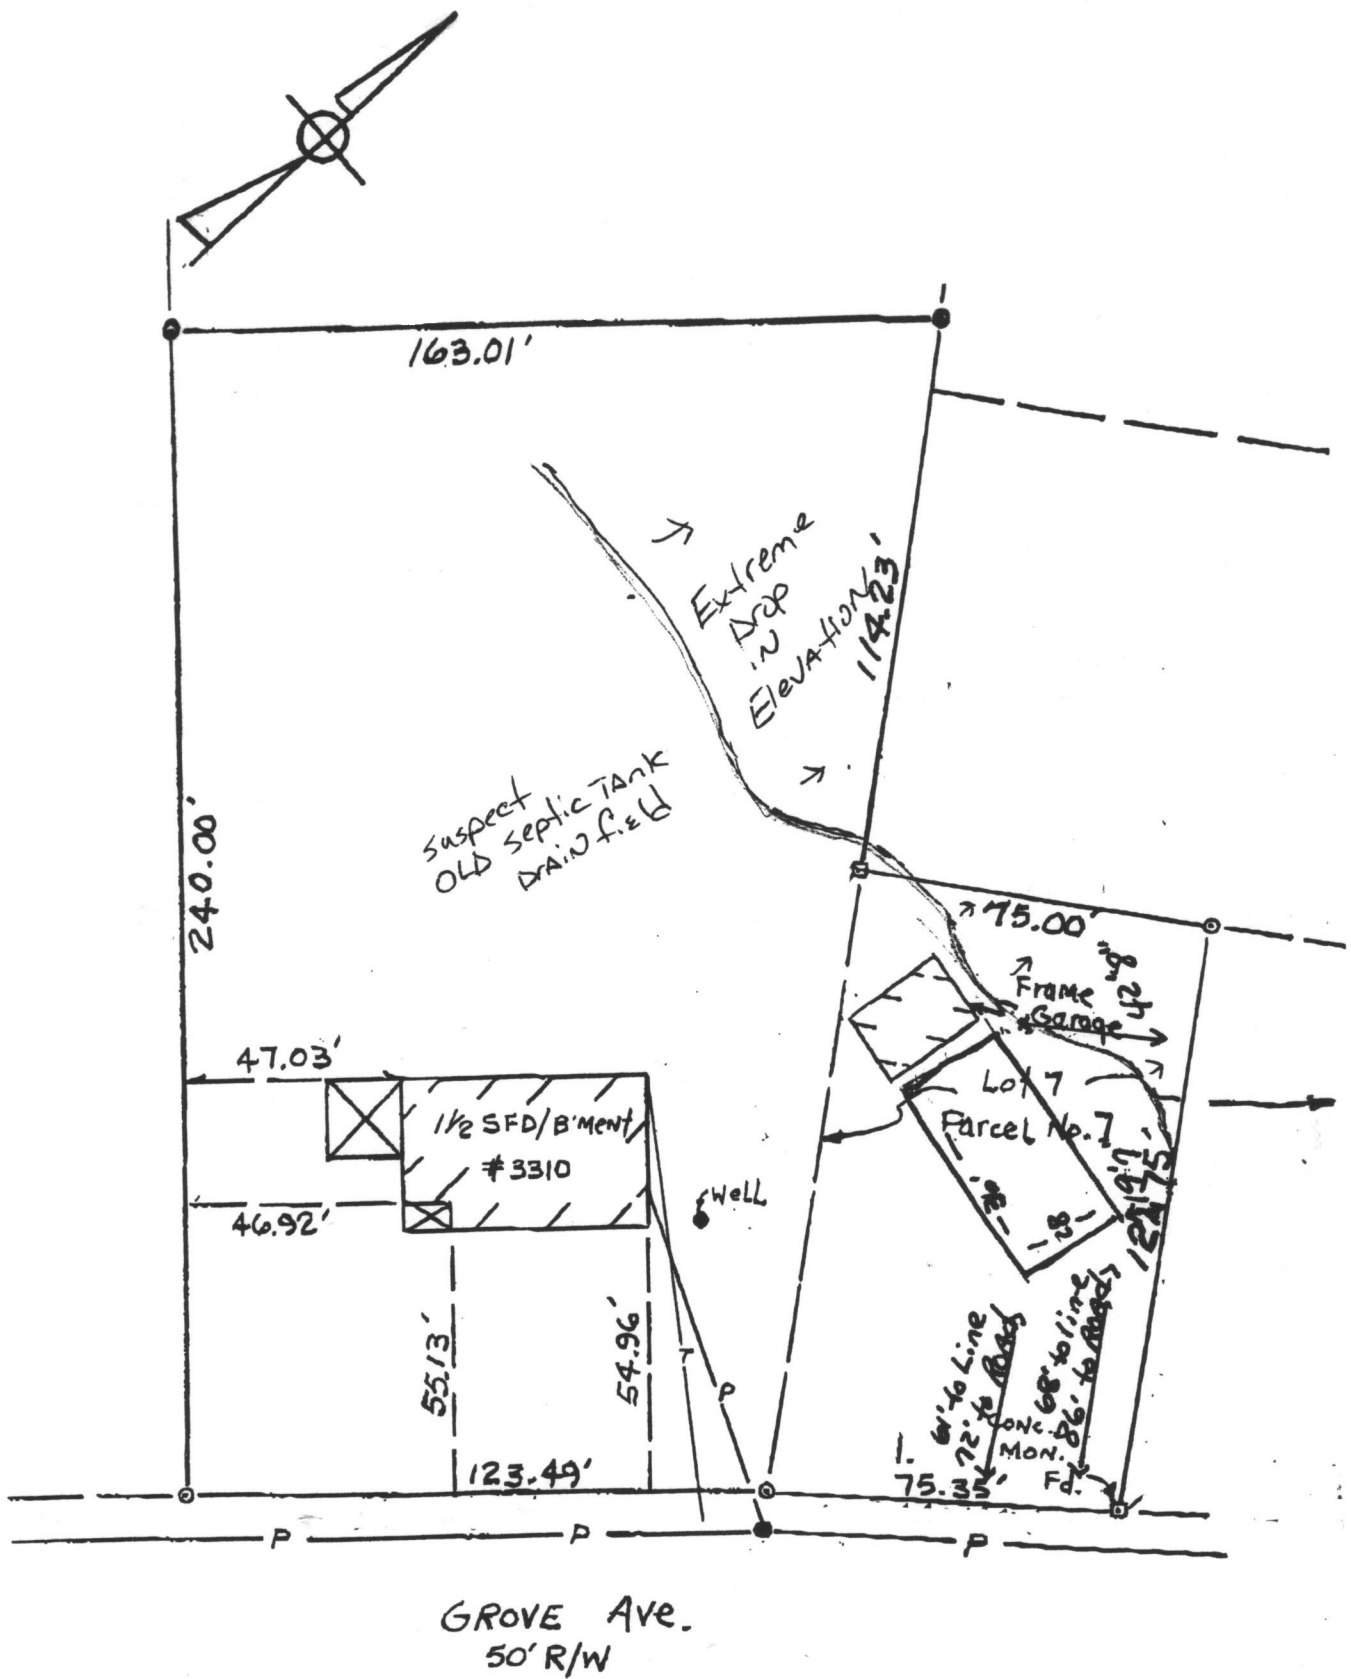 163.01'
Extreme
Drop
IN
ElevAtioN
114.23'
suspect
OLD septic TANK
DrAiN field
240.00'
75.00'
42' 8"
Frame
Garage
47.03'
Lot 7
Parcel No. 7
1½ SFD/B'MENT
#3310
WELL
46.92'
28
55.13'
54.96'
T
P
61' to Line
72' to Road
68' to line
86' to Road
CONC.
MON.
Fd.
123.49'
75.35'
P
P
P
GROVE AVE.
50' R/W